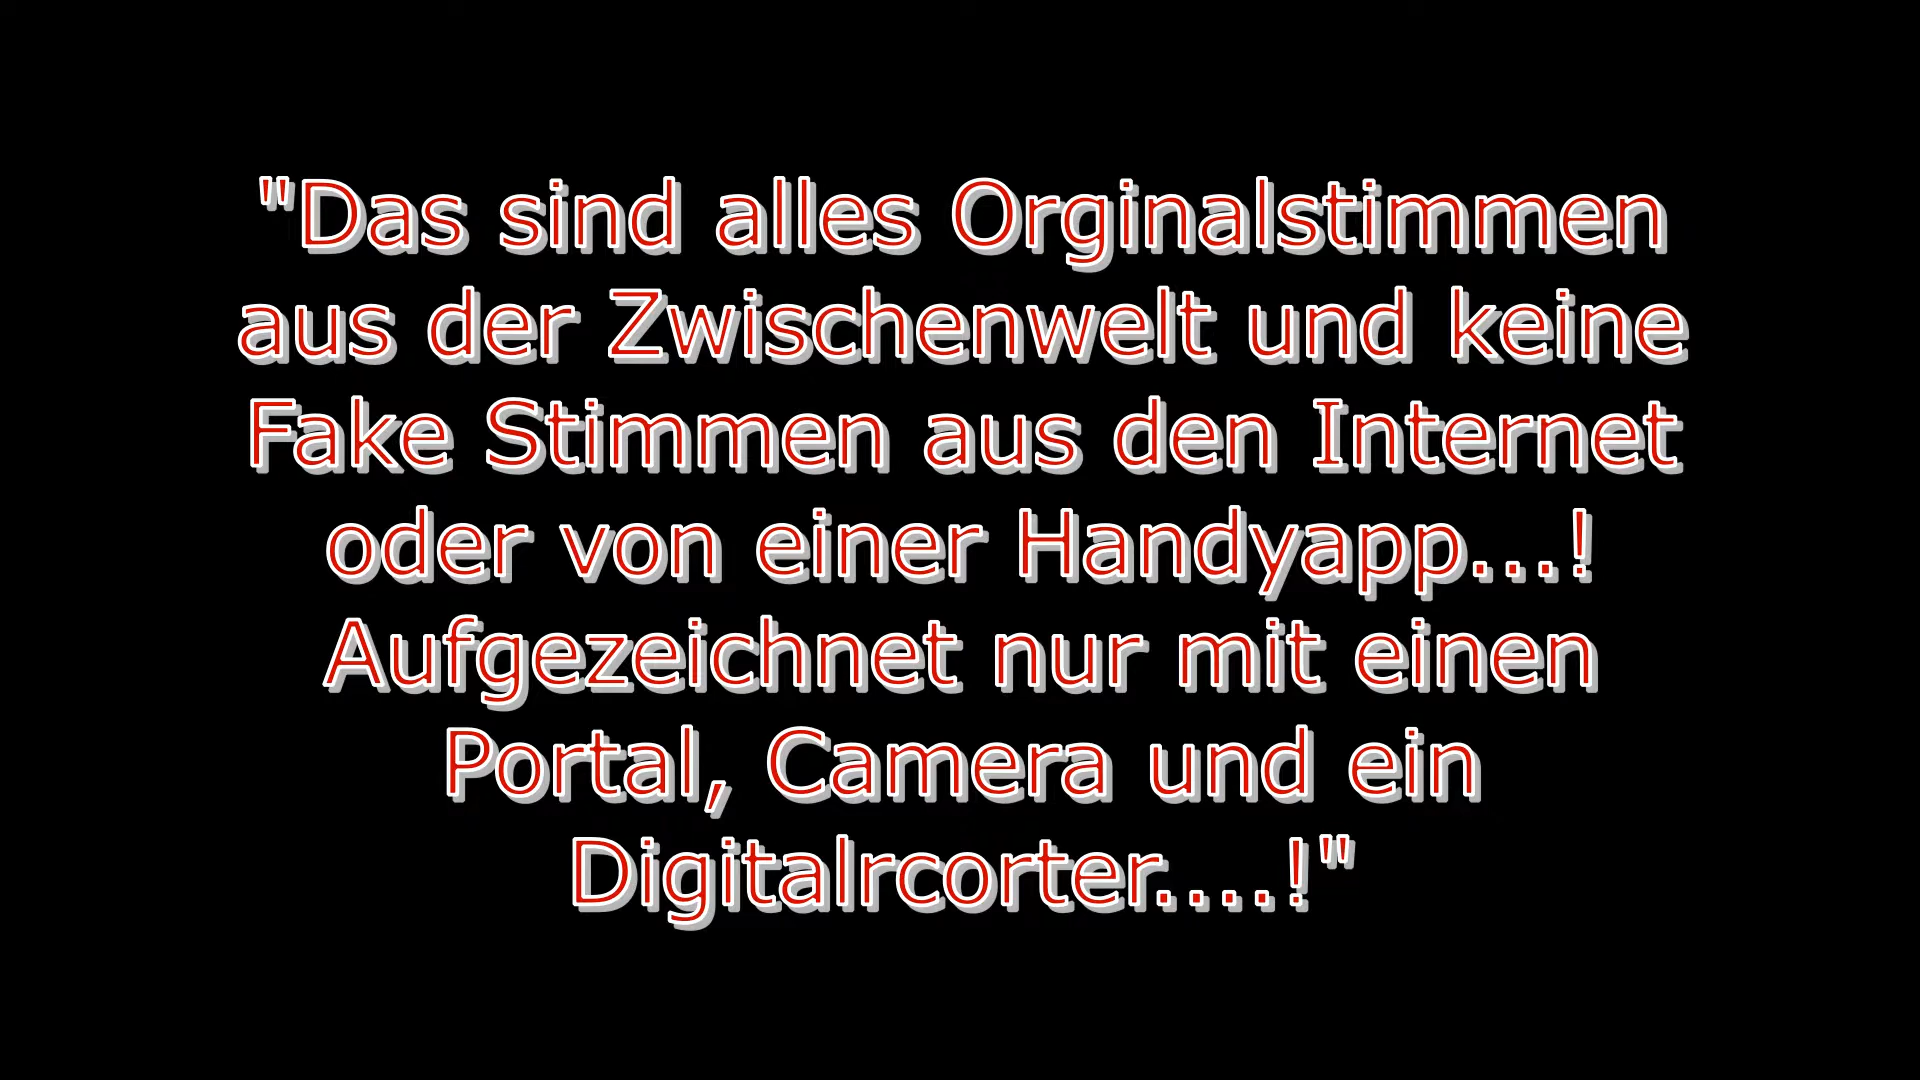 "Das sind alles Orginalstimmen
aus der Zwischenwelt und keine
Fake Stimmen aus den Internet
oder von einer Handyapp...!
Aufgezeichnet nur mit einen
Portal, Camera und ein
Digitalrcorter....!"